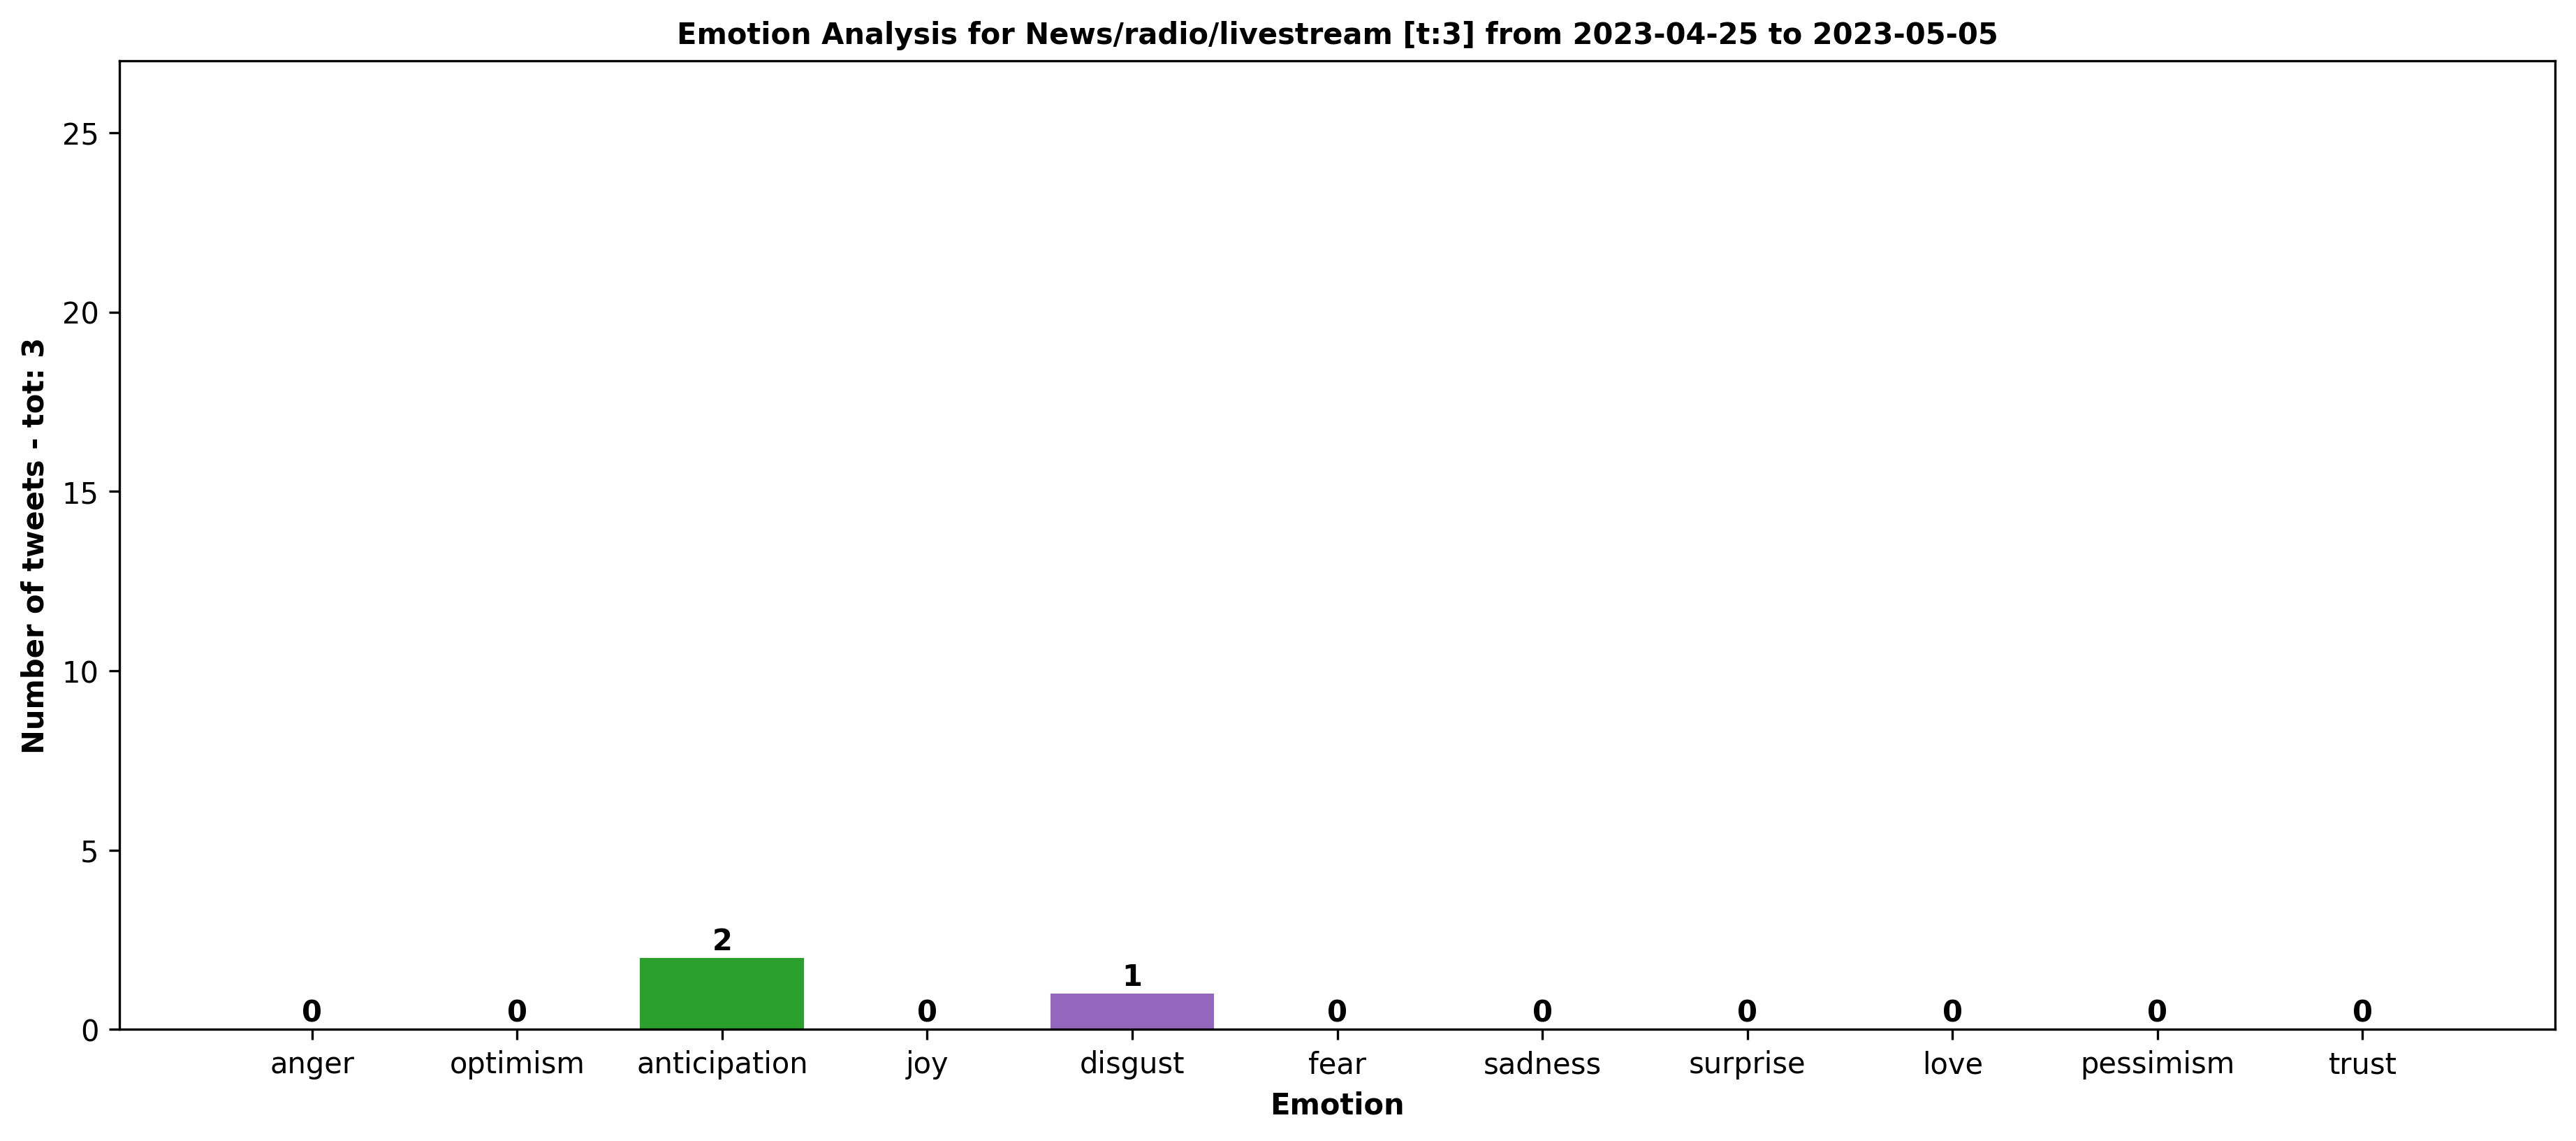 Emotion Analysis for News/radio/livestream [t:3] from 2023-04-25 to 2023-05-05
Number of tweets - tot: 3
25
20
15
10
5
0
0 0 2 0 1 0 0 0 0 0 0
anger optimism anticipation joy disgust fear sadness surprise love pessimism trust
Emotion